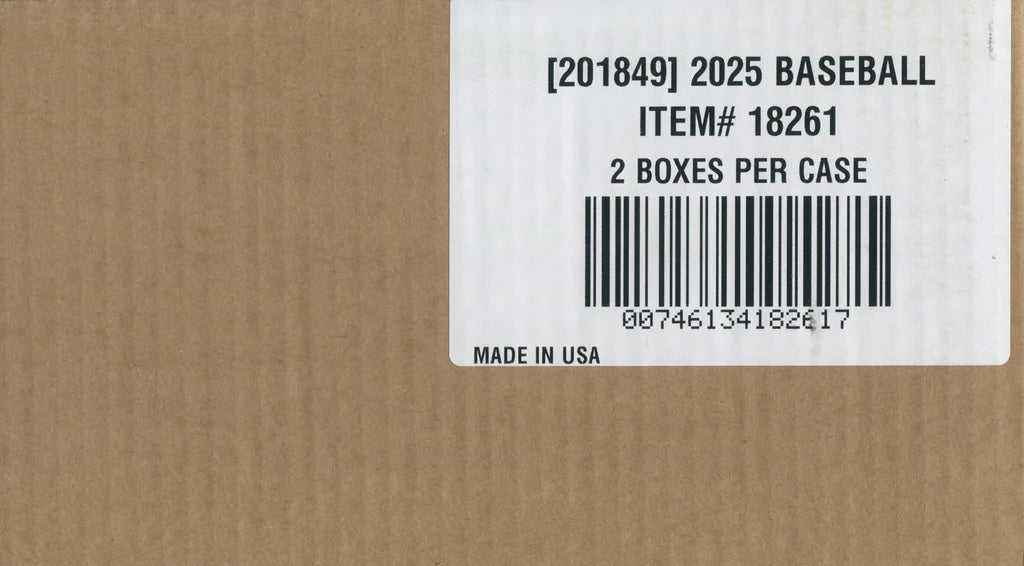 [201849] 2025 BASEBALL
ITEM# 18261
2 BOXES PER CASE
00746134182617
MADE IN USA